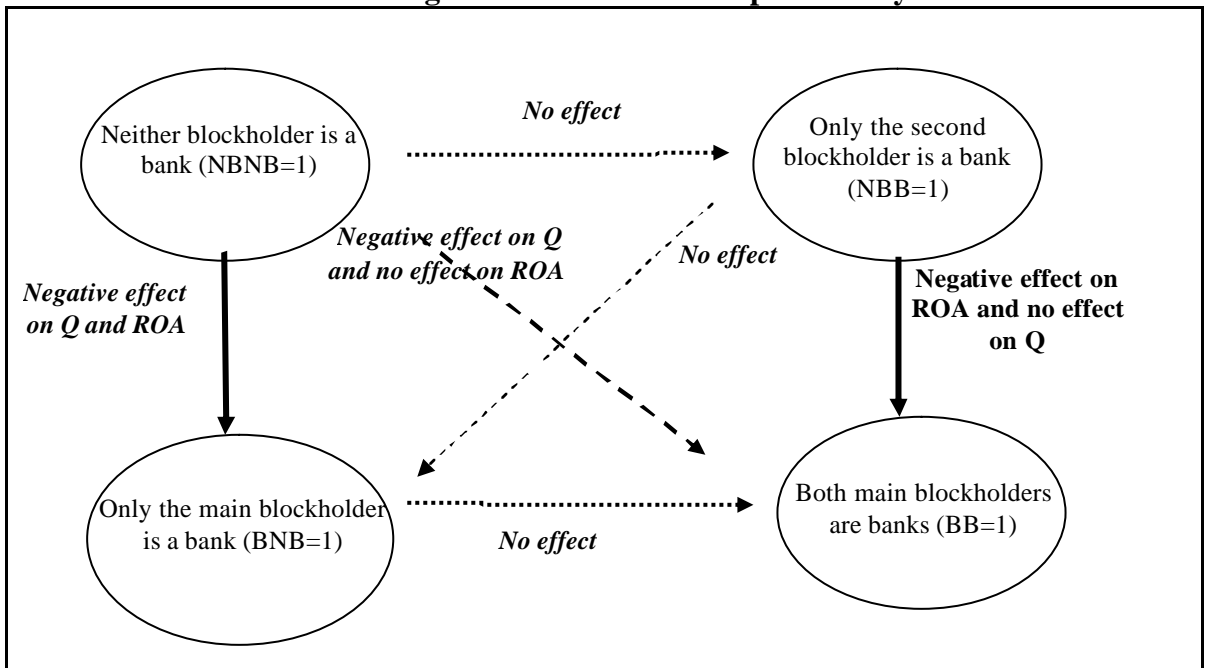 No effect
Neither blockholder is a
bank (NBNB=1)
Only the second
blockholder is a bank
(NBB=1)
Negative effect on Q
and no effect on ROA
No effect
Negative effect
on Q and ROA
Negative effect on
ROA and no effect
on Q
Only the main blockholder
is a bank (BNB=1)
No effect
Both main blockholders
are banks (BB=1)